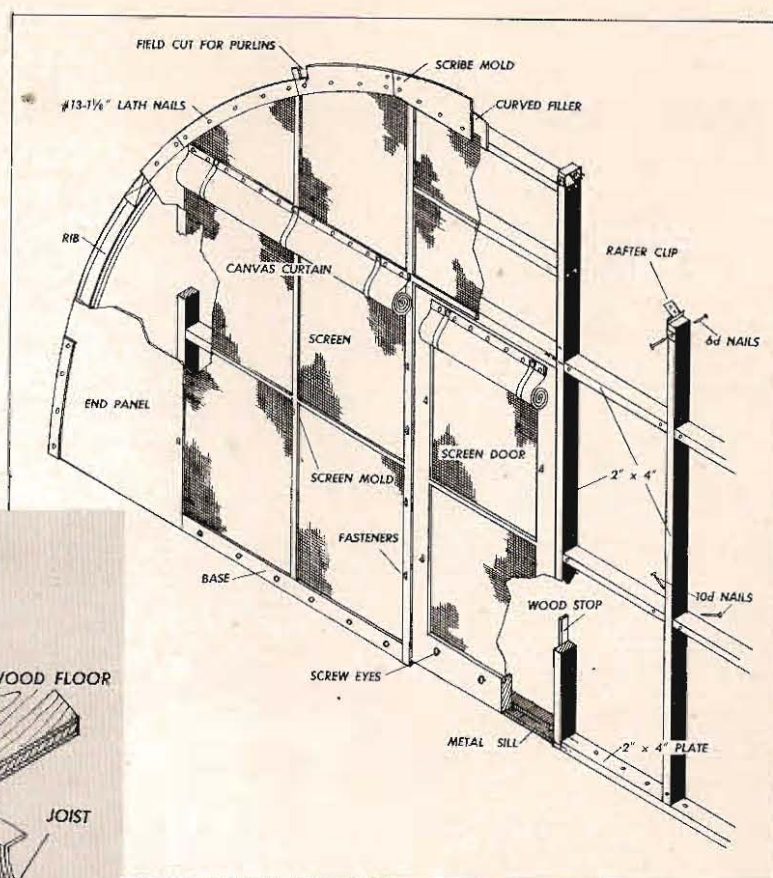 FIELD CUT FOR PURLINS
SCRIBE MOLD
#13-1⅛" LATH NAILS
CURVED FILLER
RIB
RAFTER CLIP
CANVAS CURTAIN
6d NAILS
SCREEN
END PANEL
SCREEN DOOR
SCREEN MOLD
2" x 4"
FASTENERS
BASE
10d NAILS
WOOD STOP
SCREW EYES
WOOD FLOOR
METAL SILL
2" x 4" PLATE
JOIST